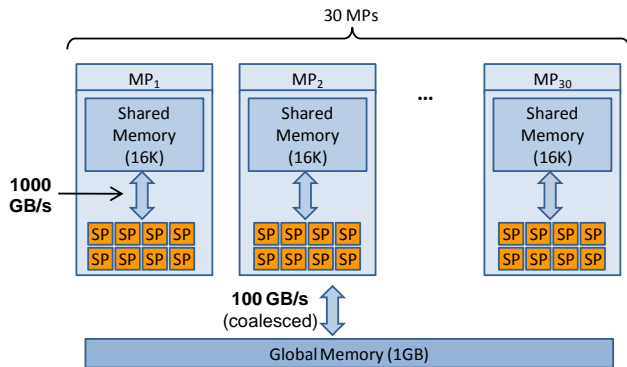 30 MPs
MP₁ MP₂ ... MP₃₀
Shared Shared Shared
Memory Memory Memory
(16K) (16K) (16K)
1000
GB/s
SP SP SP SP SP SP SP SP SP SP SP SP
SP SP SP SP SP SP SP SP SP SP SP SP
100 GB/s
(coalesced)
Global Memory (1GB)